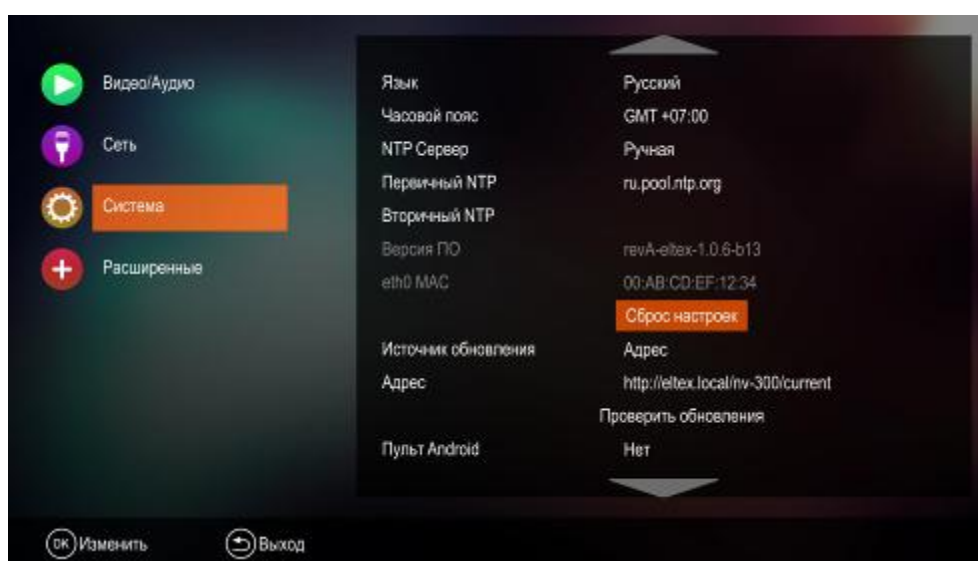 Видео/Аудио
Сеть
Система
Расширенные
Язык Русский
Часовой пояс GMT +07:00
NTP Сервер Ручная
Первичный NTP ru.pool.ntp.org
Вторичный NTP
Версия ПО revA-eltex-1.0.6-b13
eth0 MAC 00:AB:CD:EF:12:34
Сброс настроек
Источник обновления Адрес
Адрес http://eltex.local/nv-300/current
Проверить обновления
Пульт Android Нет
OK Изменить Выход